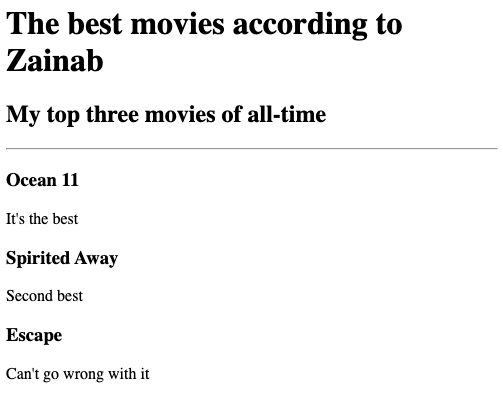 The best movies according to
Zainab
My top three movies of all-time
Ocean 11
It's the best
Spirited Away
Second best
Escape
Can't go wrong with it